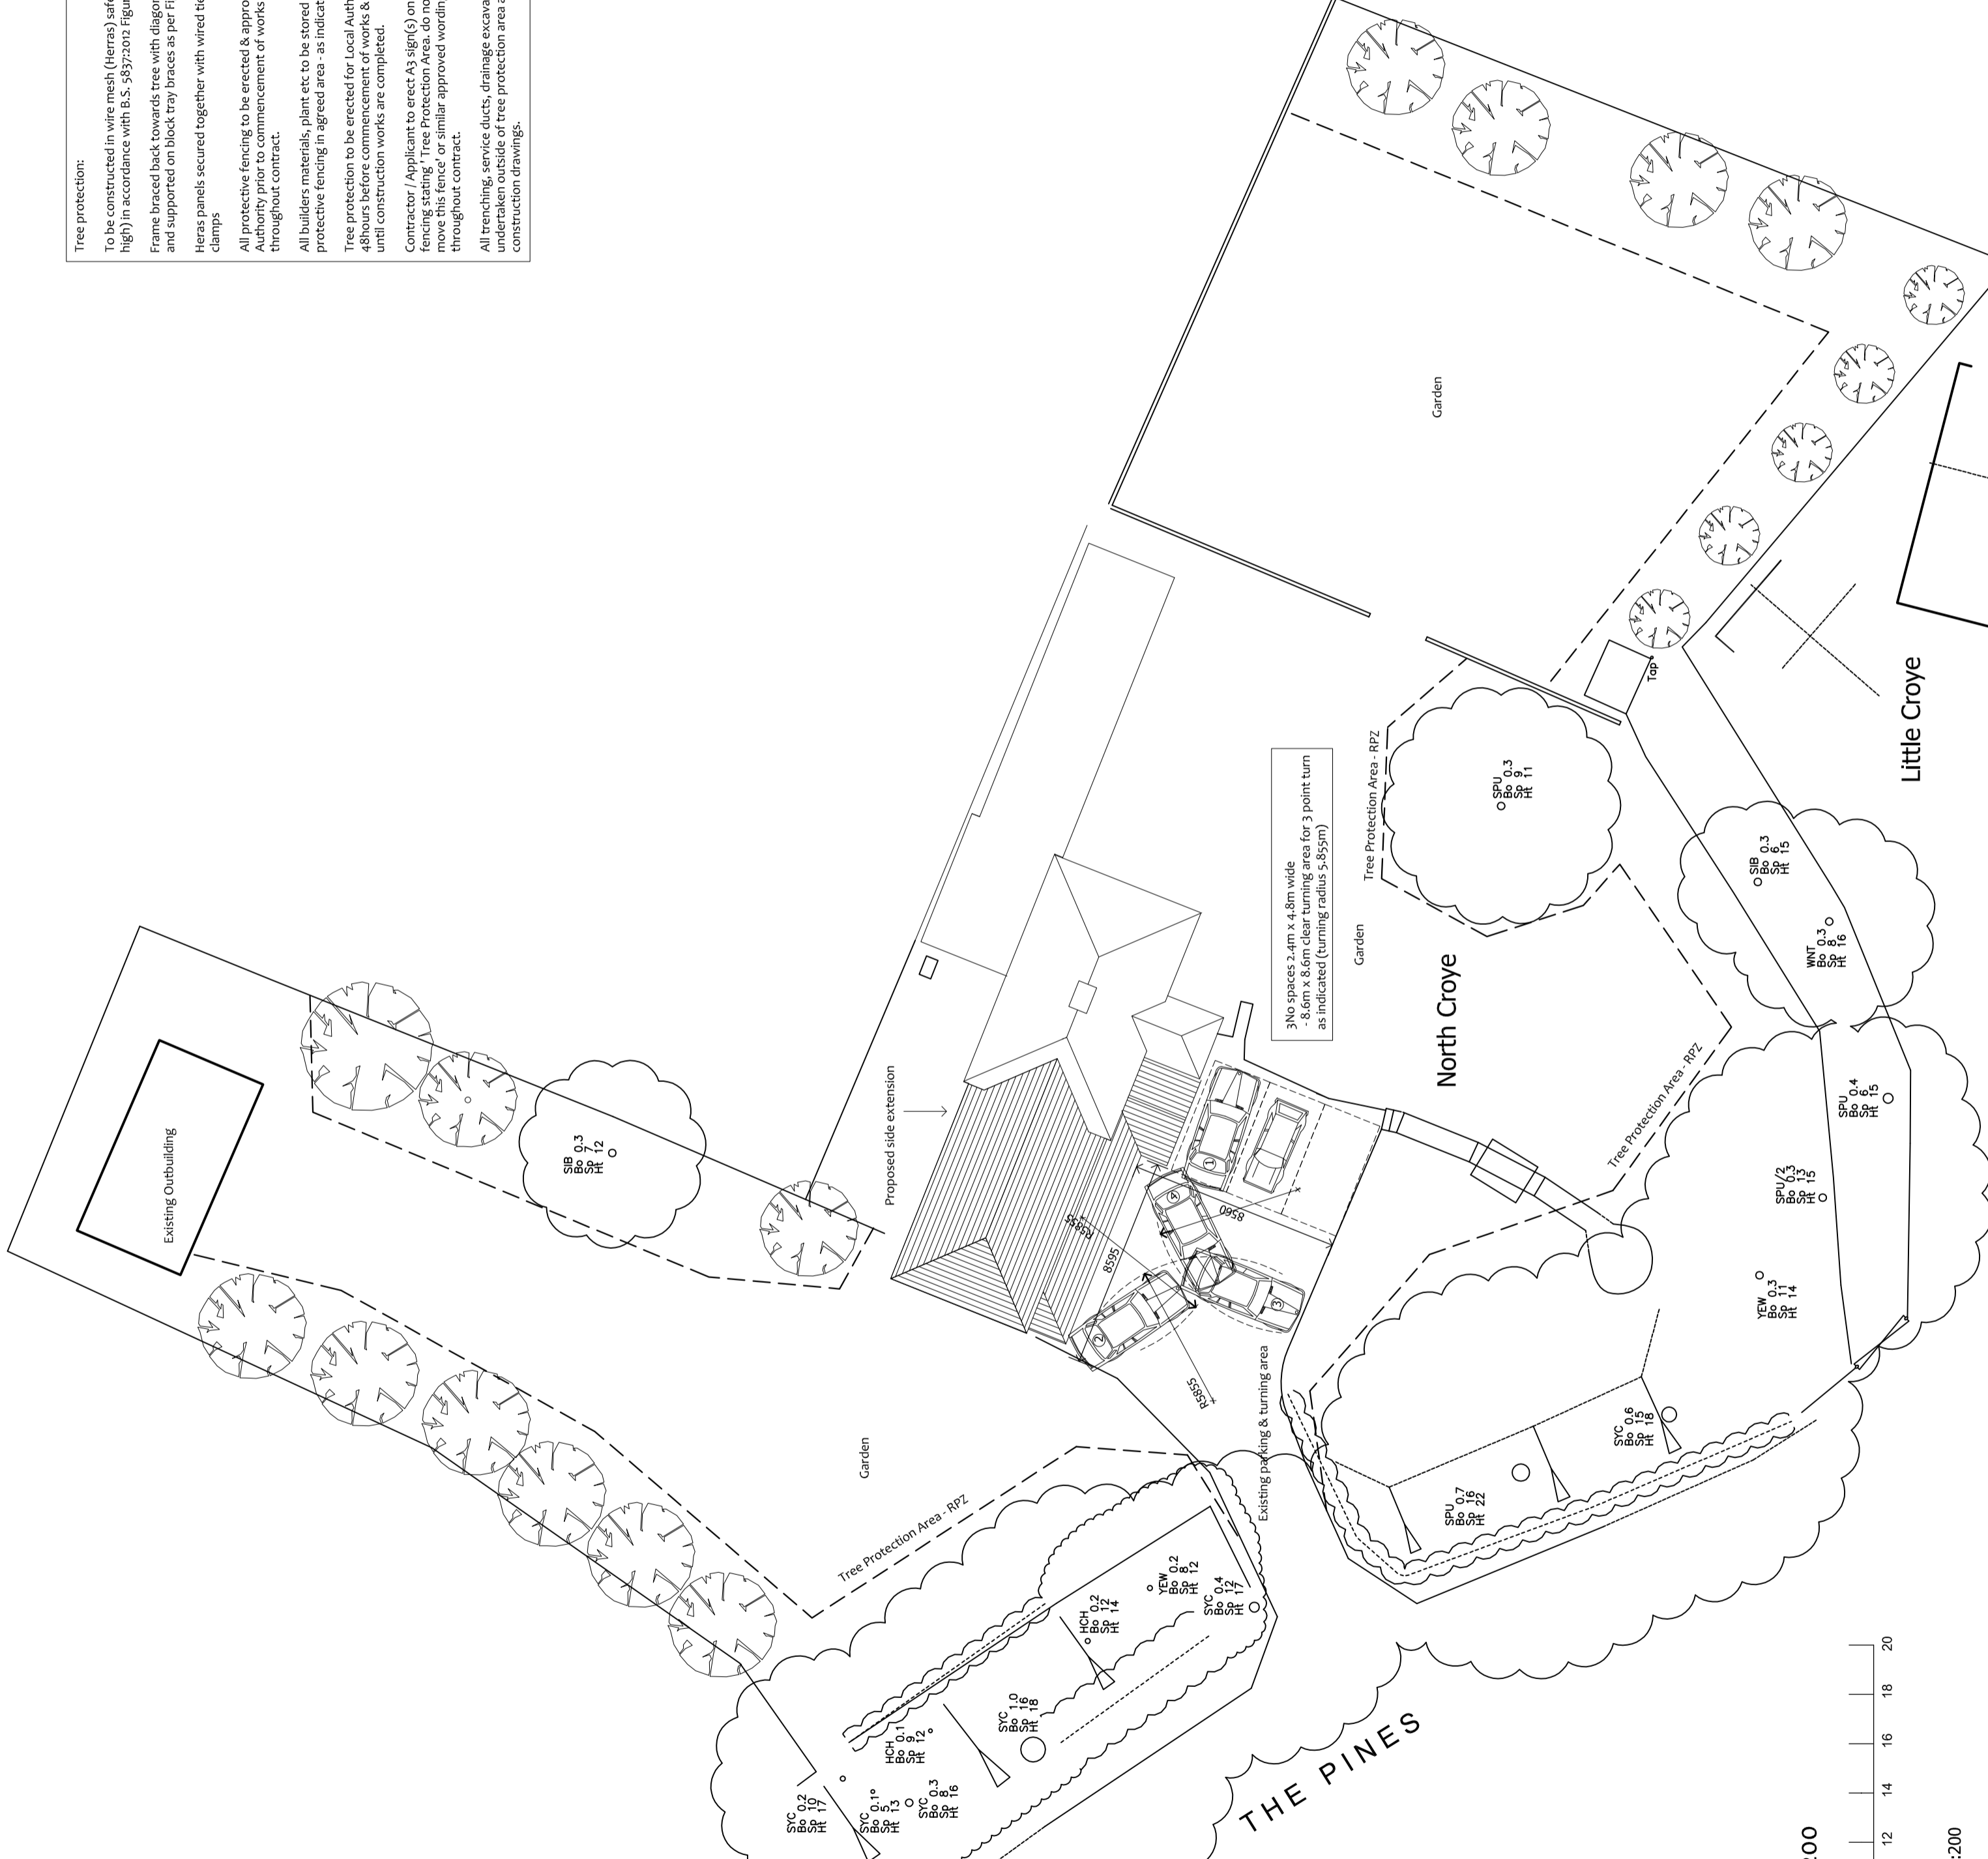 Tree protection:
To be constructed in wire mesh (Herras) safe
high) in accordance with B.S. 5837:2012 Figur
Frame braced back towards tree with diagon
and supported on block tray braces as per Fi
Heras panels secured together with wired tie
clamps
All protective fencing to be erected & appro
Authority prior to commencement of works
throughout contract.
All builders materials, plant etc to be stored
protective fencing in agreed area - as indicat
Tree protection to be erected for Local Auth
48hours before commencement of works &
until construction works are completed.
Contractor / Applicant to erect A3 sign(s) on
fencing stating ' Tree Protection Area. do no
move this fence' or similar approved wording
throughout contract.
All trenching, service ducts, drainage excava
undertaken outside of tree protection area a
construction drawings.
Existing Outbuilding
SIB
Bo 0.3
Sp 7
Ht 12
Proposed side extension
Garden
Tree Protection Area - RPZ
SYC
Bo 0.2
Sp 10
Ht 17
SYC
Bo 0.1
Sp 5
Ht 13
HCH
Bo 0.1
Sp 9
Ht 12
SYC
Bo 0.3
Sp 8
Ht 16
SYC
Bo 1.0
Sp 16
Ht 18
HCH
Bo 0.2
Sp 12
Ht 14
YEW
Bo 0.2
Sp 8
Ht 12
SYC
Bo 0.4
Sp 12
Ht 17
R5855
8595
8560
R5855
1
2
3
4
Existing parking & turning area
3No spaces 2.4m x 4.8m wide
- 8.6m x 8.6m clear turning area for 3 point turn
as indicated (turning radius 5.855m)
Garden
Tree Protection Area - RPZ
Garden
North Croye
SPU
Bo 0.3
Sp 9
Ht 11
Tap
Tree Protection Area - RPZ
SIB
Bo 0.3
Sp 6
Ht 15
WNT
Bo 0.3
Sp 8
Ht 16
SPU
Bo 0.4
Sp 6
Ht 15
SPU/2
Bo 0.3
Sp 13
Ht 15
YEW
Bo 0.3
Sp 11
Ht 14
SYC
Bo 0.6
Sp 15
Ht 18
SPU
Bo 0.7
Sp 16
Ht 22
Little Croye
THE PINES
12 14 16 18 20
:200